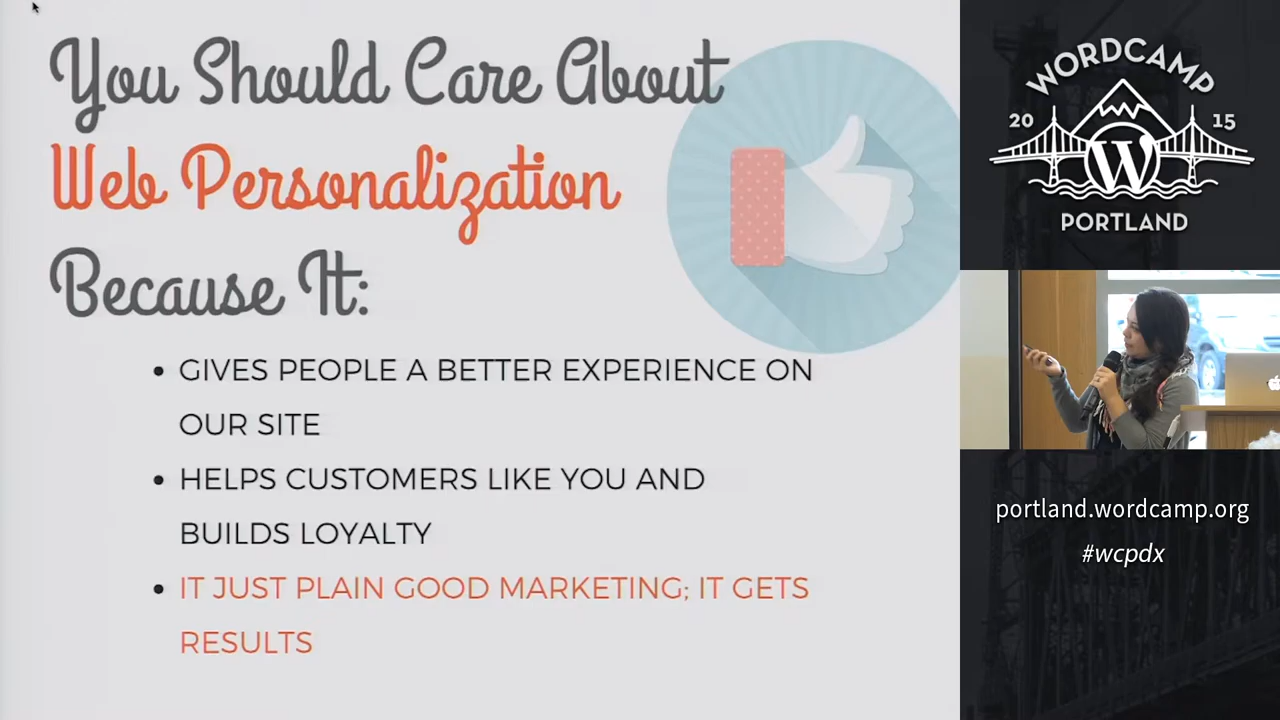 You Should Care About
Web Personalization
Because It:
GIVES PEOPLE A BETTER EXPERIENCE ON
OUR SITE
HELPS CUSTOMERS LIKE YOU AND
BUILDS LOYALTY
IT JUST PLAIN GOOD MARKETING; IT GETS
RESULTS
WORDCAMP
20 15
W
PORTLAND
portland.wordcamp.org
#wcpdx